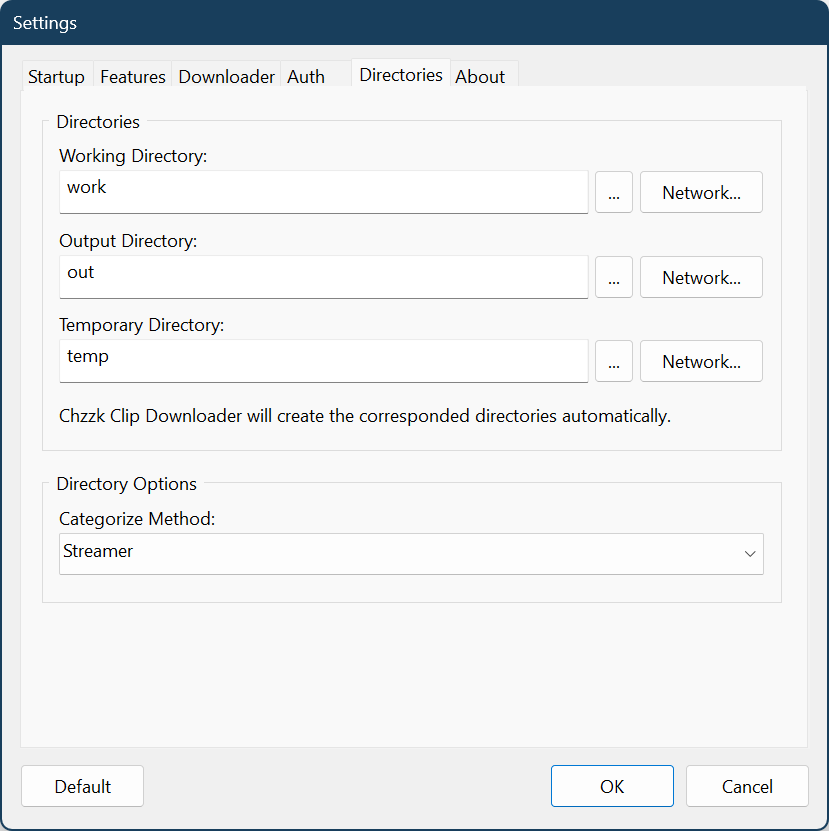 Settings
Startup Features Downloader Auth Directories About
Directories
Working Directory:
work ... Network...
Output Directory:
out ... Network...
Temporary Directory:
temp ... Network...
Chzzk Clip Downloader will create the corresponded directories automatically.
Directory Options
Categorize Method:
Streamer
Default OK Cancel